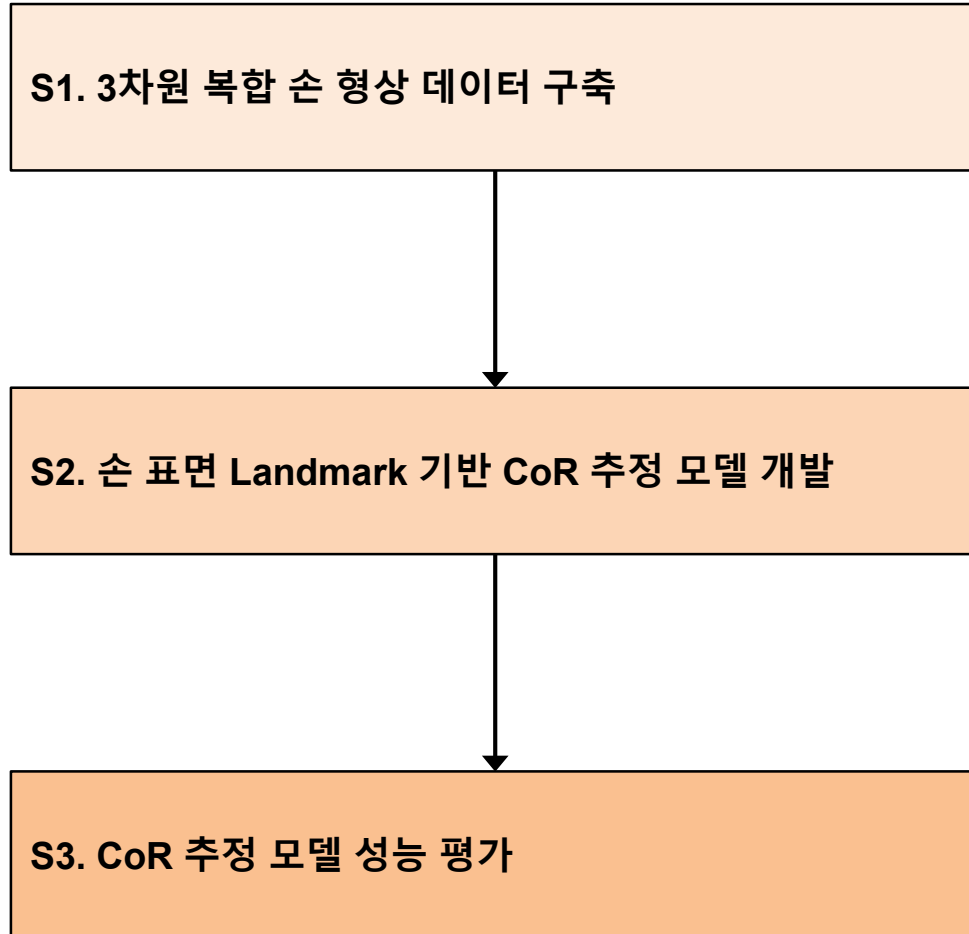 S1. 3차원 복합 손 형상 데이터 구축
S2. 손 표면 Landmark 기반 CoR 추정 모델 개발
S3. CoR 추정 모델 성능 평가